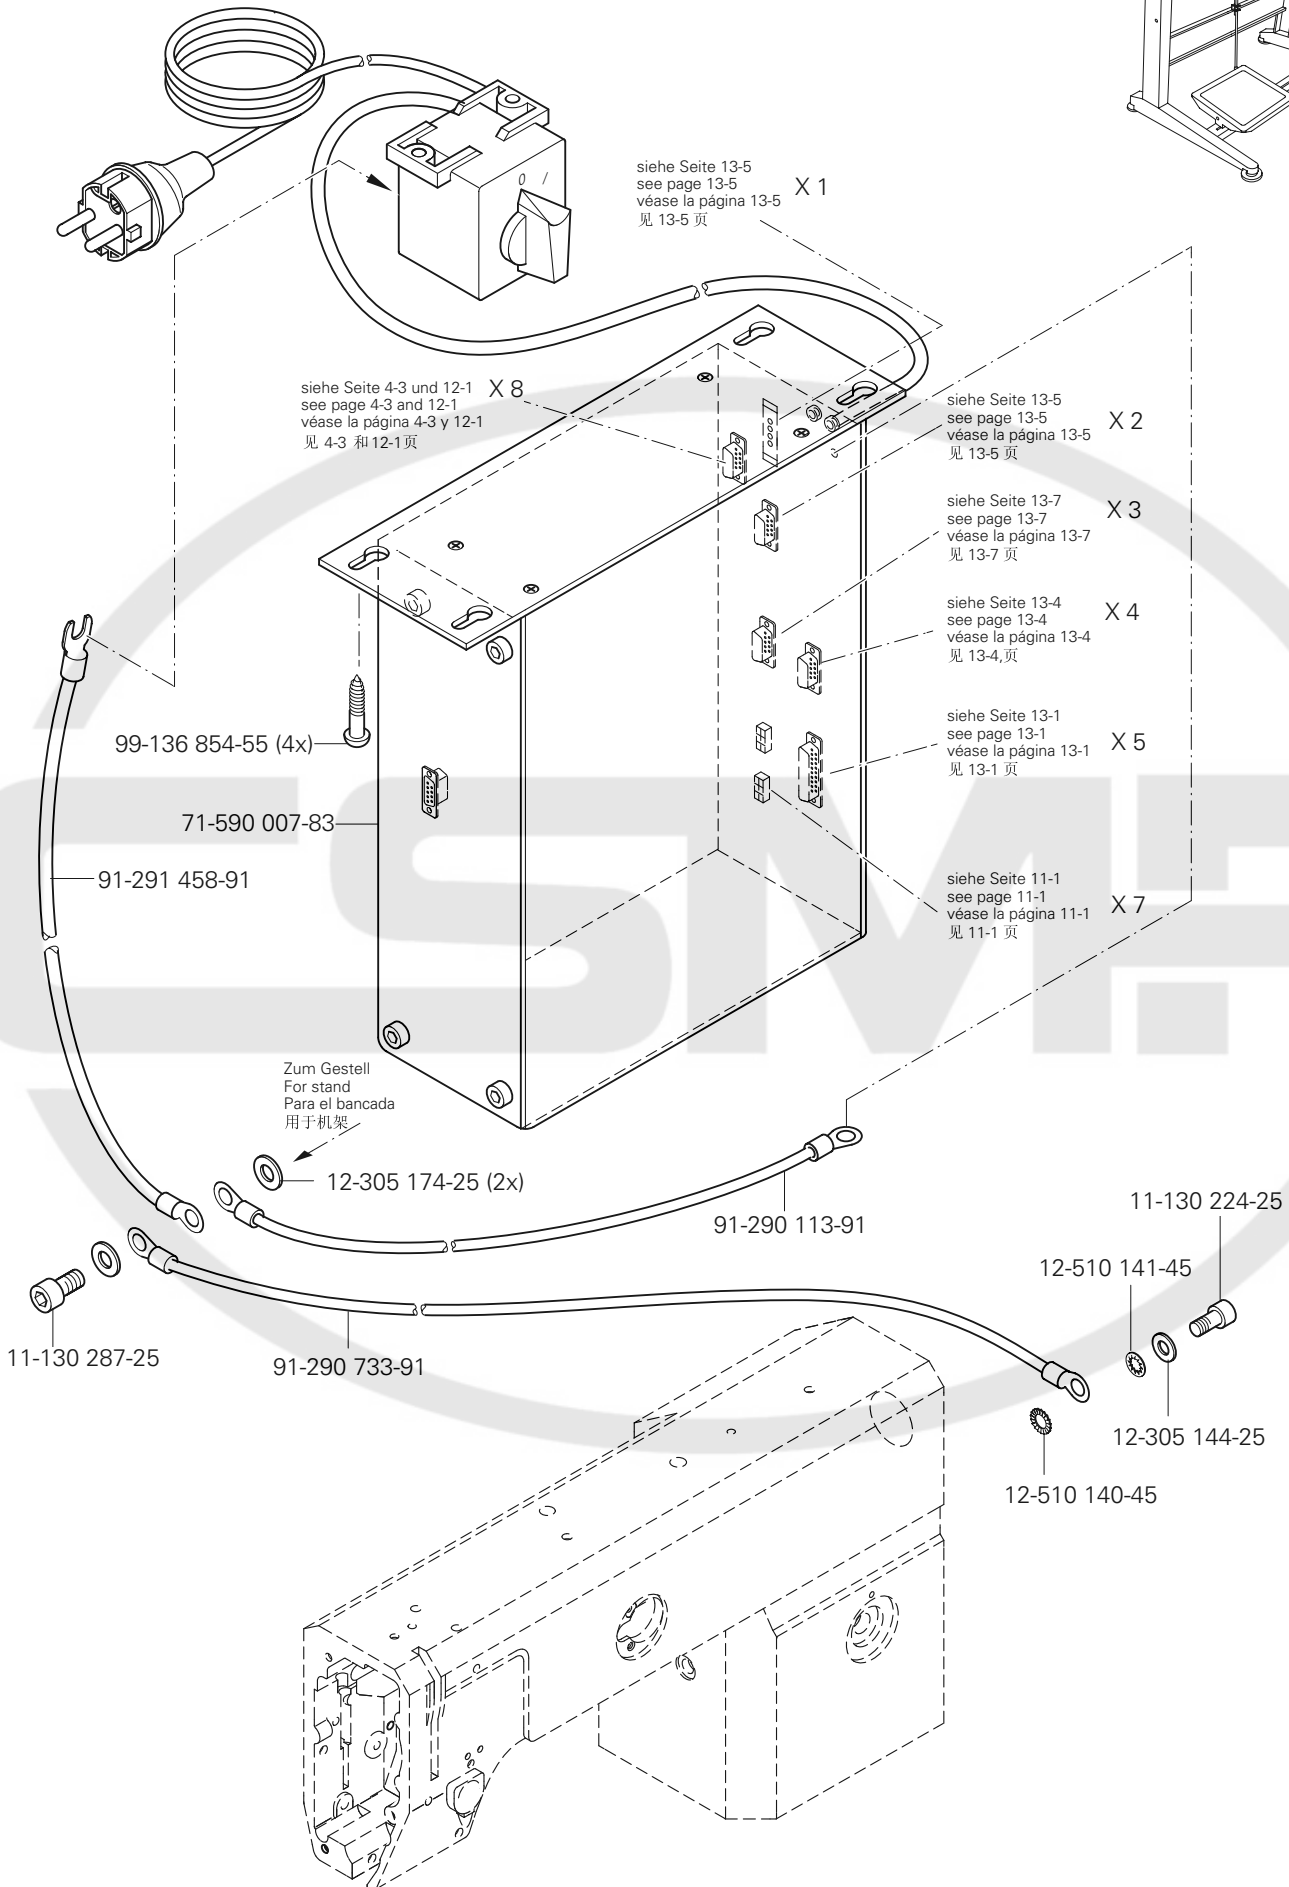 0 /
siehe Seite 13-5
see page 13-5
véase la página 13-5
见 13-5 页
X 1
siehe Seite 4-3 und 12-1
see page 4-3 and 12-1
véase la página 4-3 y 12-1
见 4-3 和 12-1页
X 8
siehe Seite 13-5
see page 13-5
véase la página 13-5
见 13-5 页
X 2
siehe Seite 13-7
see page 13-7
véase la página 13-7
见 13-7 页
X 3
siehe Seite 13-4
see page 13-4
véase la página 13-4
见 13-4,页
X 4
siehe Seite 13-1
see page 13-1
véase la página 13-1
见 13-1 页
X 5
siehe Seite 11-1
see page 11-1
véase la página 11-1
见 11-1 页
X 7
99-136 854-55 (4x)
71-590 007-83
91-291 458-91
Zum Gestell
For stand
Para el bancada
用于机架
12-305 174-25 (2x)
91-290 113-91
11-130 224-25
12-510 141-45
11-130 287-25
91-290 733-91
12-305 144-25
12-510 140-45